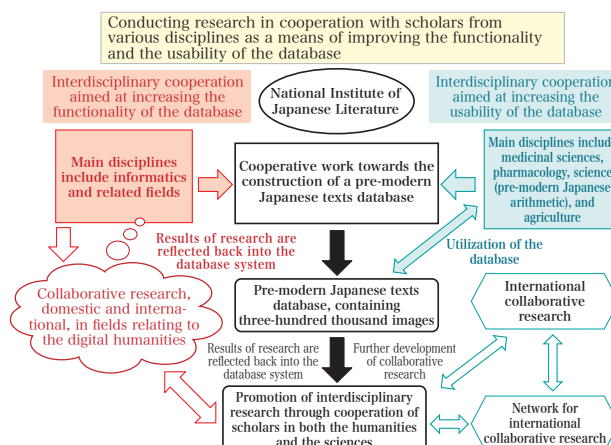 Conducting research in cooperation with scholars from
various disciplines as a means of improving the functionality
and the usability of the database
Interdisciplinary cooperation
aimed at increasing the
functionality of the database
National Institute of
Japanese Literature
Interdisciplinary cooperation
aimed at increasing the
usability of the database
Main disciplines
include informatics
and related fields
Cooperative work towards the
construction of a pre-modern
Japanese texts database
Main disciplines include
medicinal sciences,
pharmacology, science
(pre-modern Japanese
arithmetic), and
agriculture
Results of research are
reflected back into the
database system
Utilization of the
database
Collaborative research,
domestic and interna-
tional, in fields relating to
the digital humanities
Pre-modern Japanese texts
database, containing
three-hundred thousand images
International
collaborative
research
Results of research are
reflected back into the
database system
Further development
of collaborative
research
Promotion of interdisciplinary
research through cooperation of
scholars in both the humanities
and the sciences
Network for
international
collaborative research